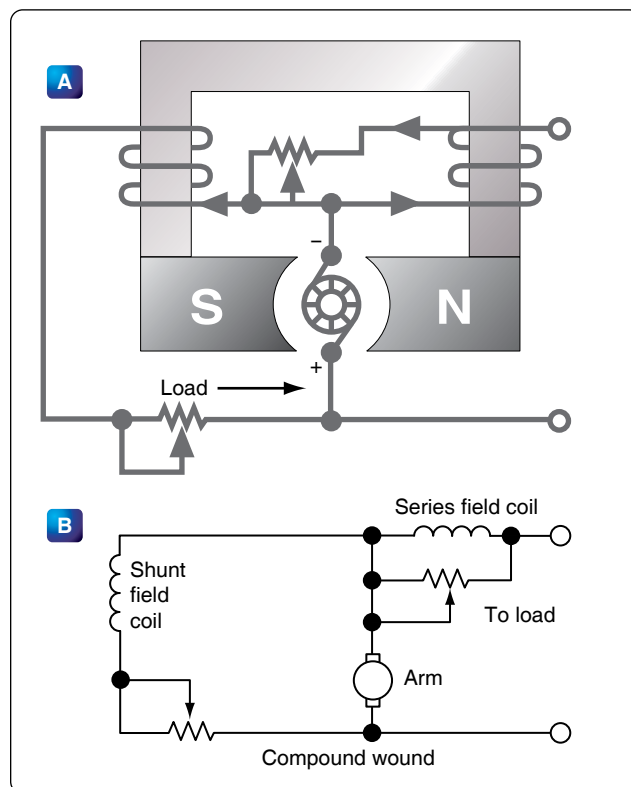 A
−
S
N
+
Load
B
Series field coil
Shunt
field
coil
To load
Arm
Compound wound